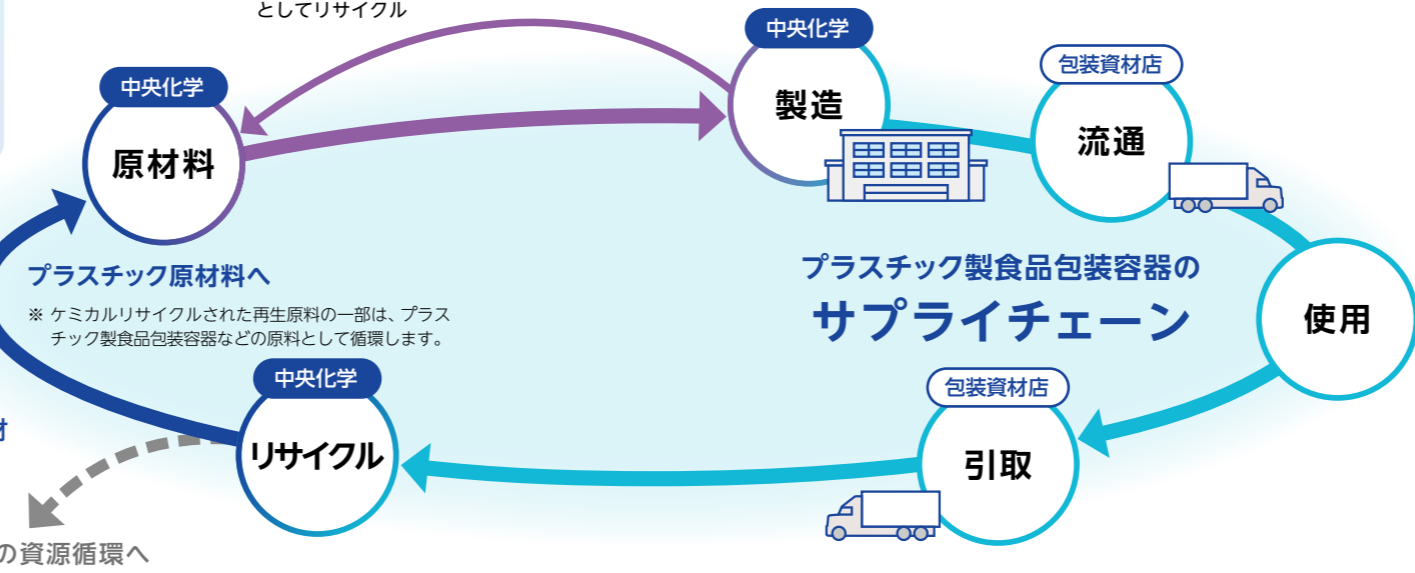 としてリサイクル
中央化学
製造
包装資材店
流通
中央化学
原材料
プラスチック原材料へ
※ ケミカルリサイクルされた再生原料の一部は、プラス
チック製食品包装容器などの原料として循環します。
プラスチック製食品包装容器の
サプライチェーン
使用
中央化学
リサイクル
包装資材店
引取
材
の資源循環へ